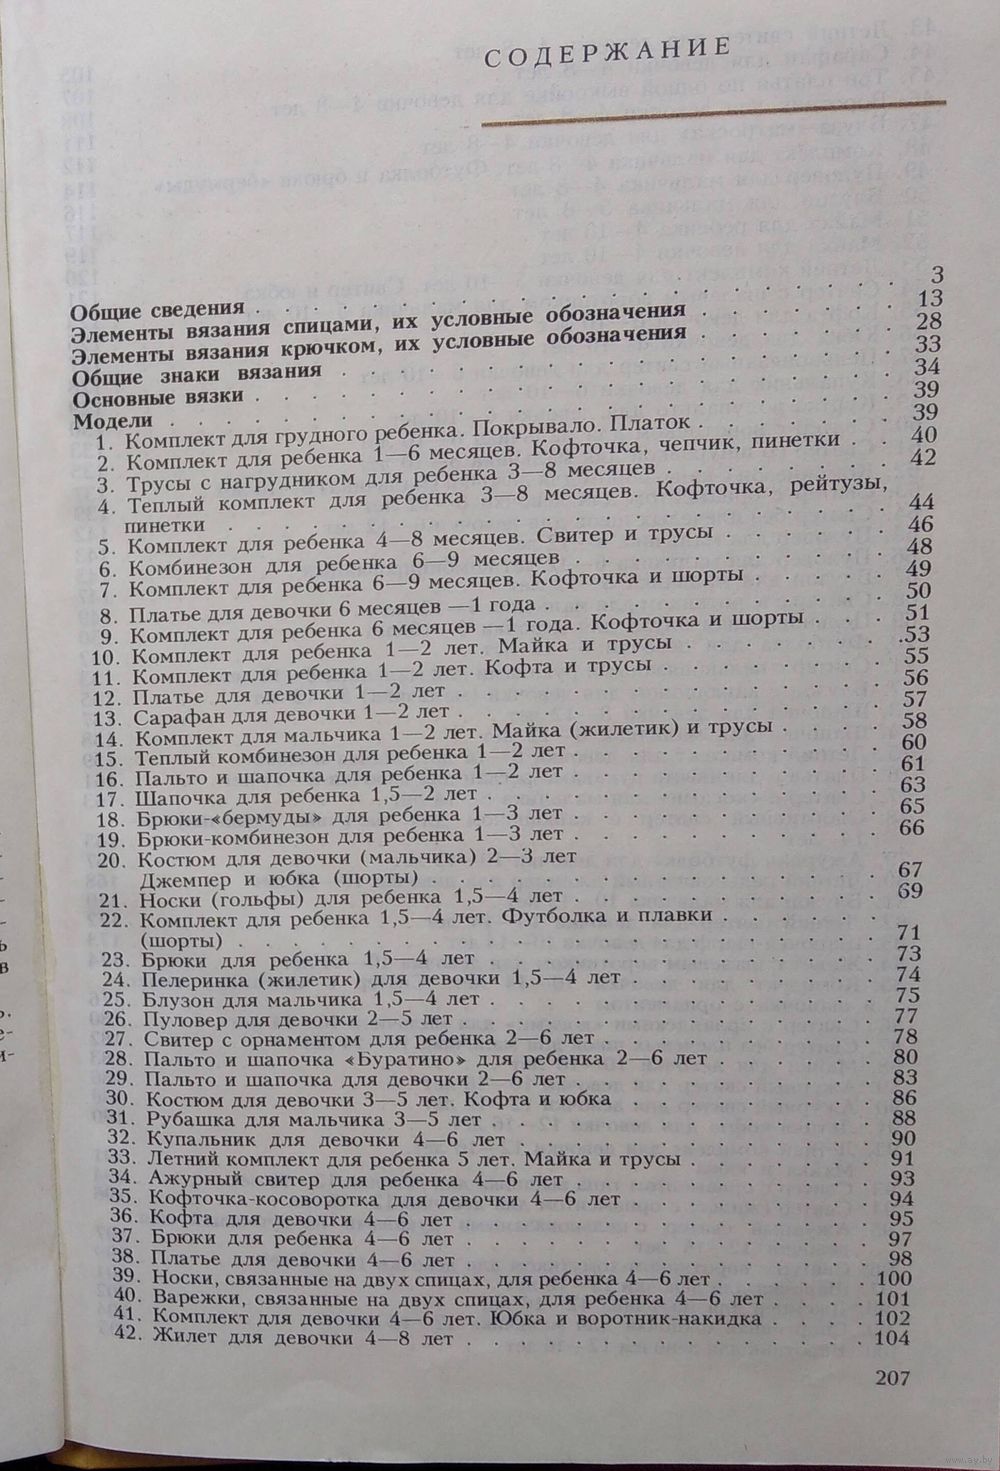 СОДЕРЖАНИЕ
Общие сведения . . . . . . . . . . 3
Элементы вязания спицами, их условные обозначения . . . . . . . 13
Элементы вязания крючком, их условные обозначения . . . . . . . 28
Общие знаки вязания . . . . . . . . . . 33
Основные вязки . . . . . . . . . . 34
Модели . . . . . . . . . . 39
1. Комплект для грудного ребенка. Покрывало. Платок . . . . . . . 39
2. Комплект для ребенка 1—6 месяцев. Кофточка, чепчик, пинетки . . 40
3. Трусы с нагрудником для ребенка 3—8 месяцев . . . . . . . . 42
4. Теплый комплект для ребенка 3—8 месяцев. Кофточка, рейтузы,
пинетки . . . . . . . . . . 44
5. Комплект для ребенка 4—8 месяцев. Свитер и трусы . . . . . . 46
6. Комбинезон для ребенка 6—9 месяцев . . . . . . . . . . 48
7. Комплект для ребенка 6—9 месяцев. Кофточка и шорты . . . . . 49
8. Платье для девочки 6 месяцев —1 года . . . . . . . . . . 50
9. Комплект для ребенка 6 месяцев —1 года. Кофточка и шорты . . . 51
10. Комплект для ребенка 1—2 лет. Майка и трусы . . . . . . . 53
11. Комплект для ребенка 1—2 лет. Кофта и трусы . . . . . . . 55
12. Платье для девочки 1—2 лет . . . . . . . . . . 56
13. Сарафан для девочки 1—2 лет . . . . . . . . . . 57
14. Комплект для мальчика 1—2 лет. Майка (жилетик) и трусы . . . . 58
15. Теплый комбинезон для ребенка 1—2 лет . . . . . . . . . . 60
16. Пальто и шапочка для ребенка 1—2 лет . . . . . . . . . . 61
17. Шапочка для ребенка 1,5—2 лет . . . . . . . . . . 63
18. Брюки-«бермуды» для ребенка 1—3 лет . . . . . . . . . . 65
19. Брюки-комбинезон для ребенка 1—3 лет . . . . . . . . . . 66
20. Костюм для девочки (мальчика) 2—3 лет
Джемпер и юбка (шорты) . . . . . . . . . . 67
21. Носки (гольфы) для ребенка 1,5—4 лет . . . . . . . . . . 69
22. Комплект для ребенка 1,5—4 лет. Футболка и плавки . . . . . .
(шорты) . . . . . . . . . . 71
23. Брюки для ребенка 1,5—4 лет . . . . . . . . . . 73
24. Пелеринка (жилетик) для девочки 1,5—4 лет . . . . . . . . 74
25. Блузон для мальчика 1,5—4 лет . . . . . . . . . . 75
26. Пуловер для девочки 2—5 лет . . . . . . . . . . 77
27. Свитер с орнаментом для ребенка 2—6 лет . . . . . . . . . 78
28. Пальто и шапочка «Буратино» для ребенка 2—6 лет . . . . . . 80
29. Пальто и шапочка для девочки 2—6 лет . . . . . . . . . . 83
30. Костюм для девочки 3—5 лет. Кофта и юбка . . . . . . . . 86
31. Рубашка для мальчика 3—5 лет . . . . . . . . . . 88
32. Купальник для девочки 4—6 лет . . . . . . . . . . 90
33. Летний комплект для ребенка 5 лет. Майка и трусы . . . . . . . 91
34. Ажурный свитер для ребенка 4—6 лет . . . . . . . . . . 93
35. Кофточка-косоворотка для девочки 4—6 лет . . . . . . . . 94
36. Кофта для девочки 4—6 лет . . . . . . . . . . 95
37. Брюки для ребенка 4—6 лет . . . . . . . . . . 97
38. Платье для девочки 4—6 лет . . . . . . . . . . 98
39. Носки, связанные на двух спицах, для ребенка 4—6 лет . . . . . . 100
40. Варежки, связанные на двух спицах, для ребенка 4—6 лет . . . . 101
41. Комплект для девочки 4—6 лет. Юбка и воротник-накидка . . . . 102
42. Жилет для девочки 4—8 лет . . . . . . . . . . 104
207
www.ay.by